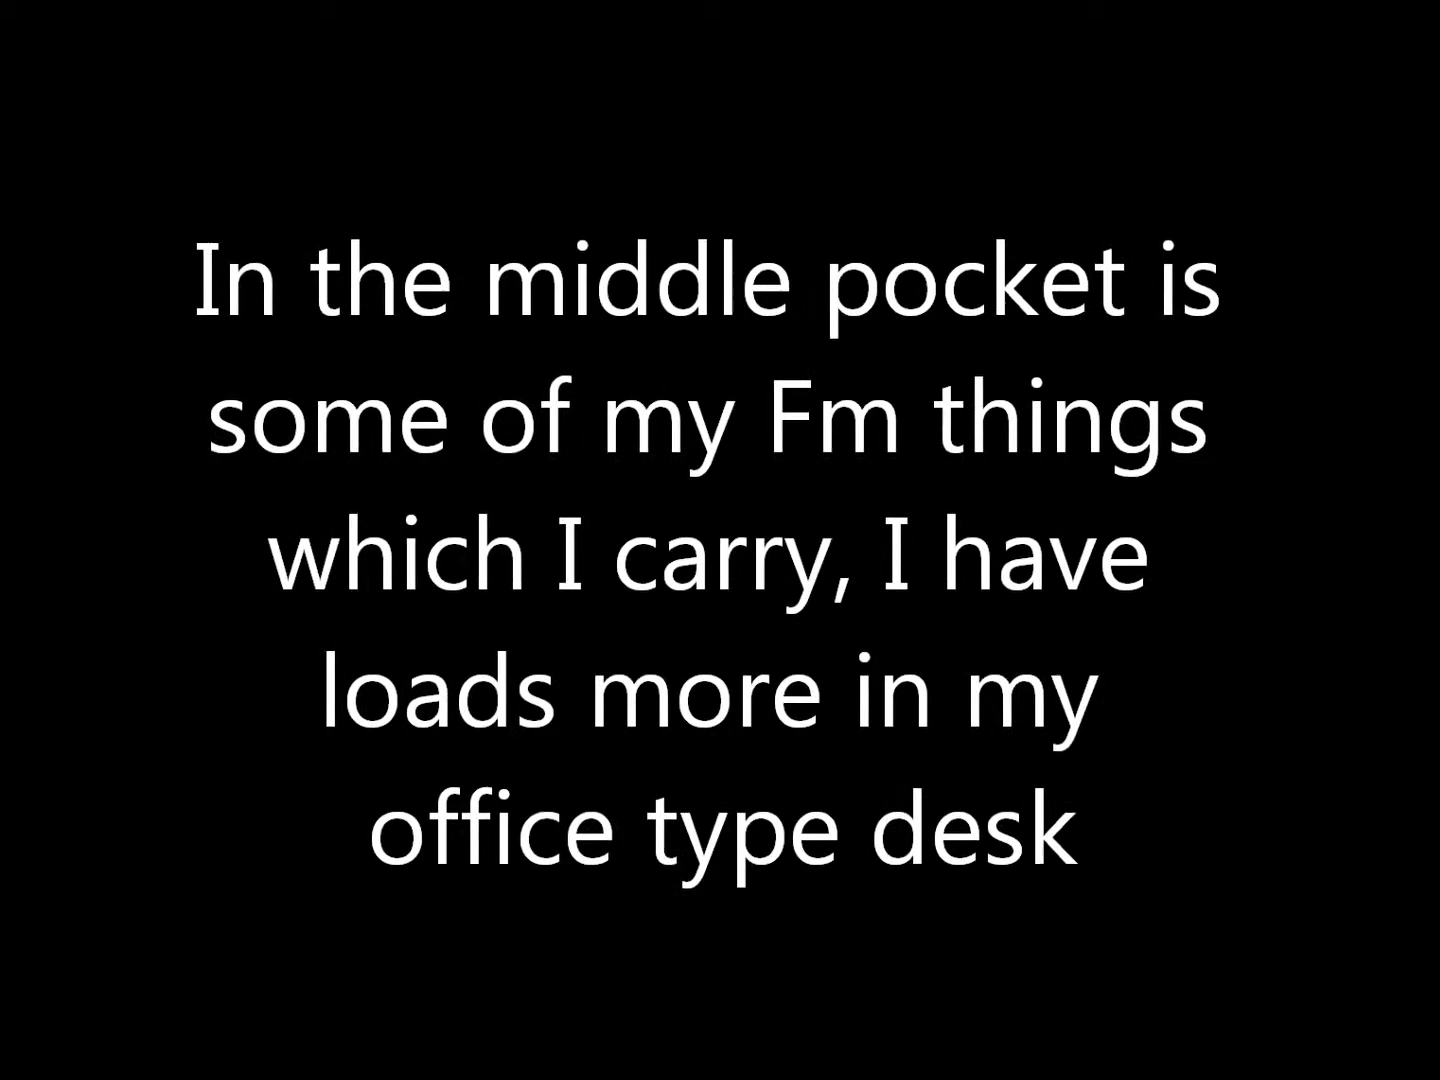 In the middle pocket is
some of my Fm things
which I carry, I have
loads more in my
office type desk